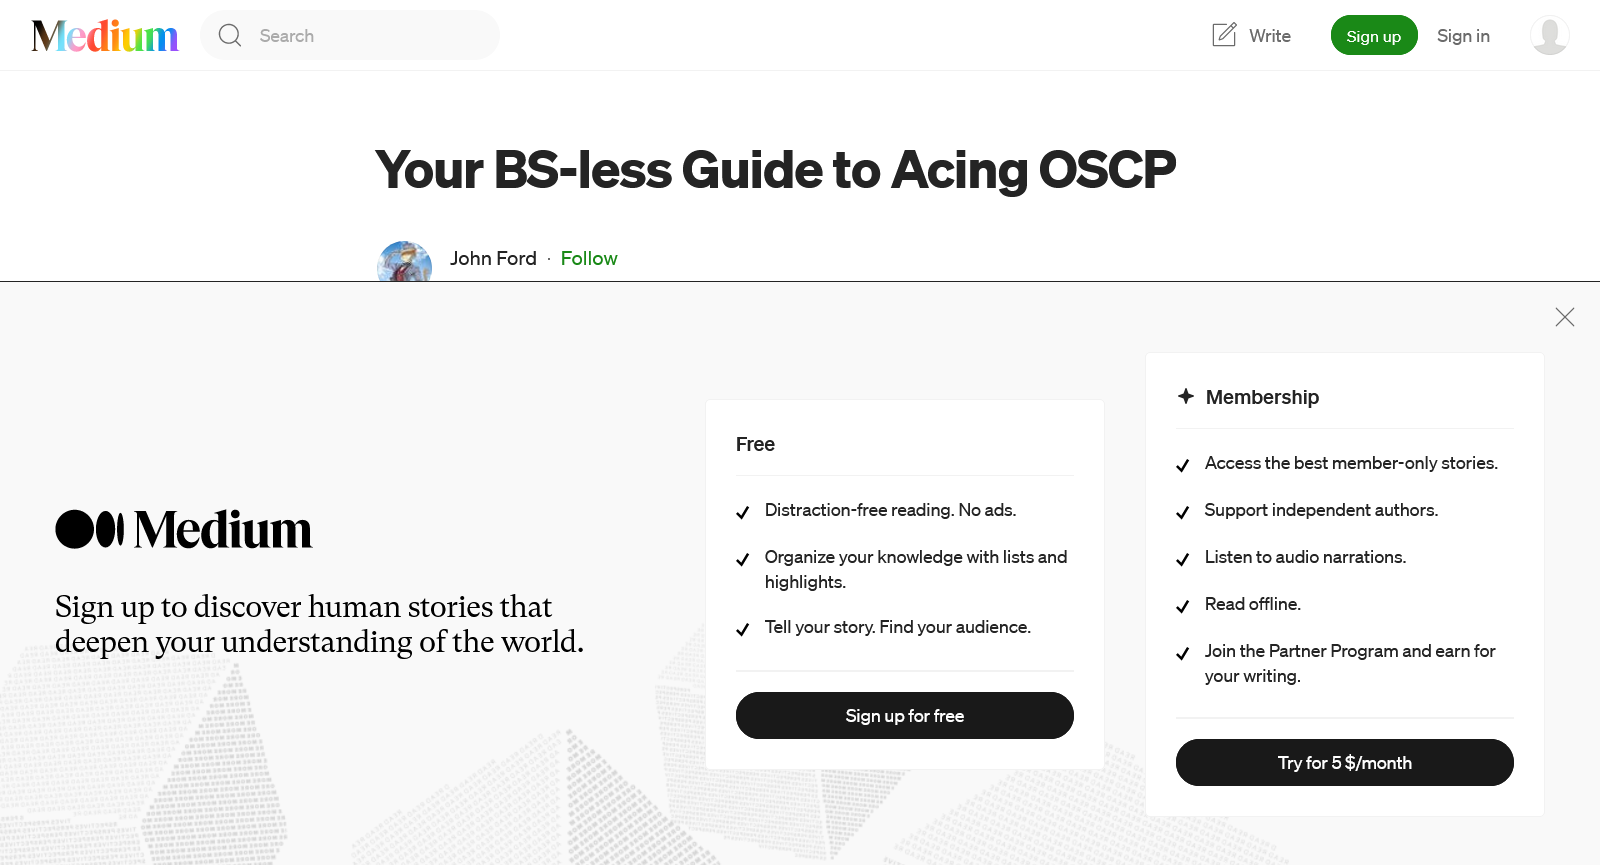 Medium
Search
Write
Sign up
Sign in
Your BS-less Guide to Acing OSCP
John Ford · Follow
Medium
Sign up to discover human stories that
deepen your understanding of the world.
Free
Distraction-free reading. No ads.
Organize your knowledge with lists and
highlights.
Tell your story. Find your audience.
Sign up for free
Membership
Access the best member-only stories.
Support independent authors.
Listen to audio narrations.
Read offline.
Join the Partner Program and earn for
your writing.
Try for 5 $/month